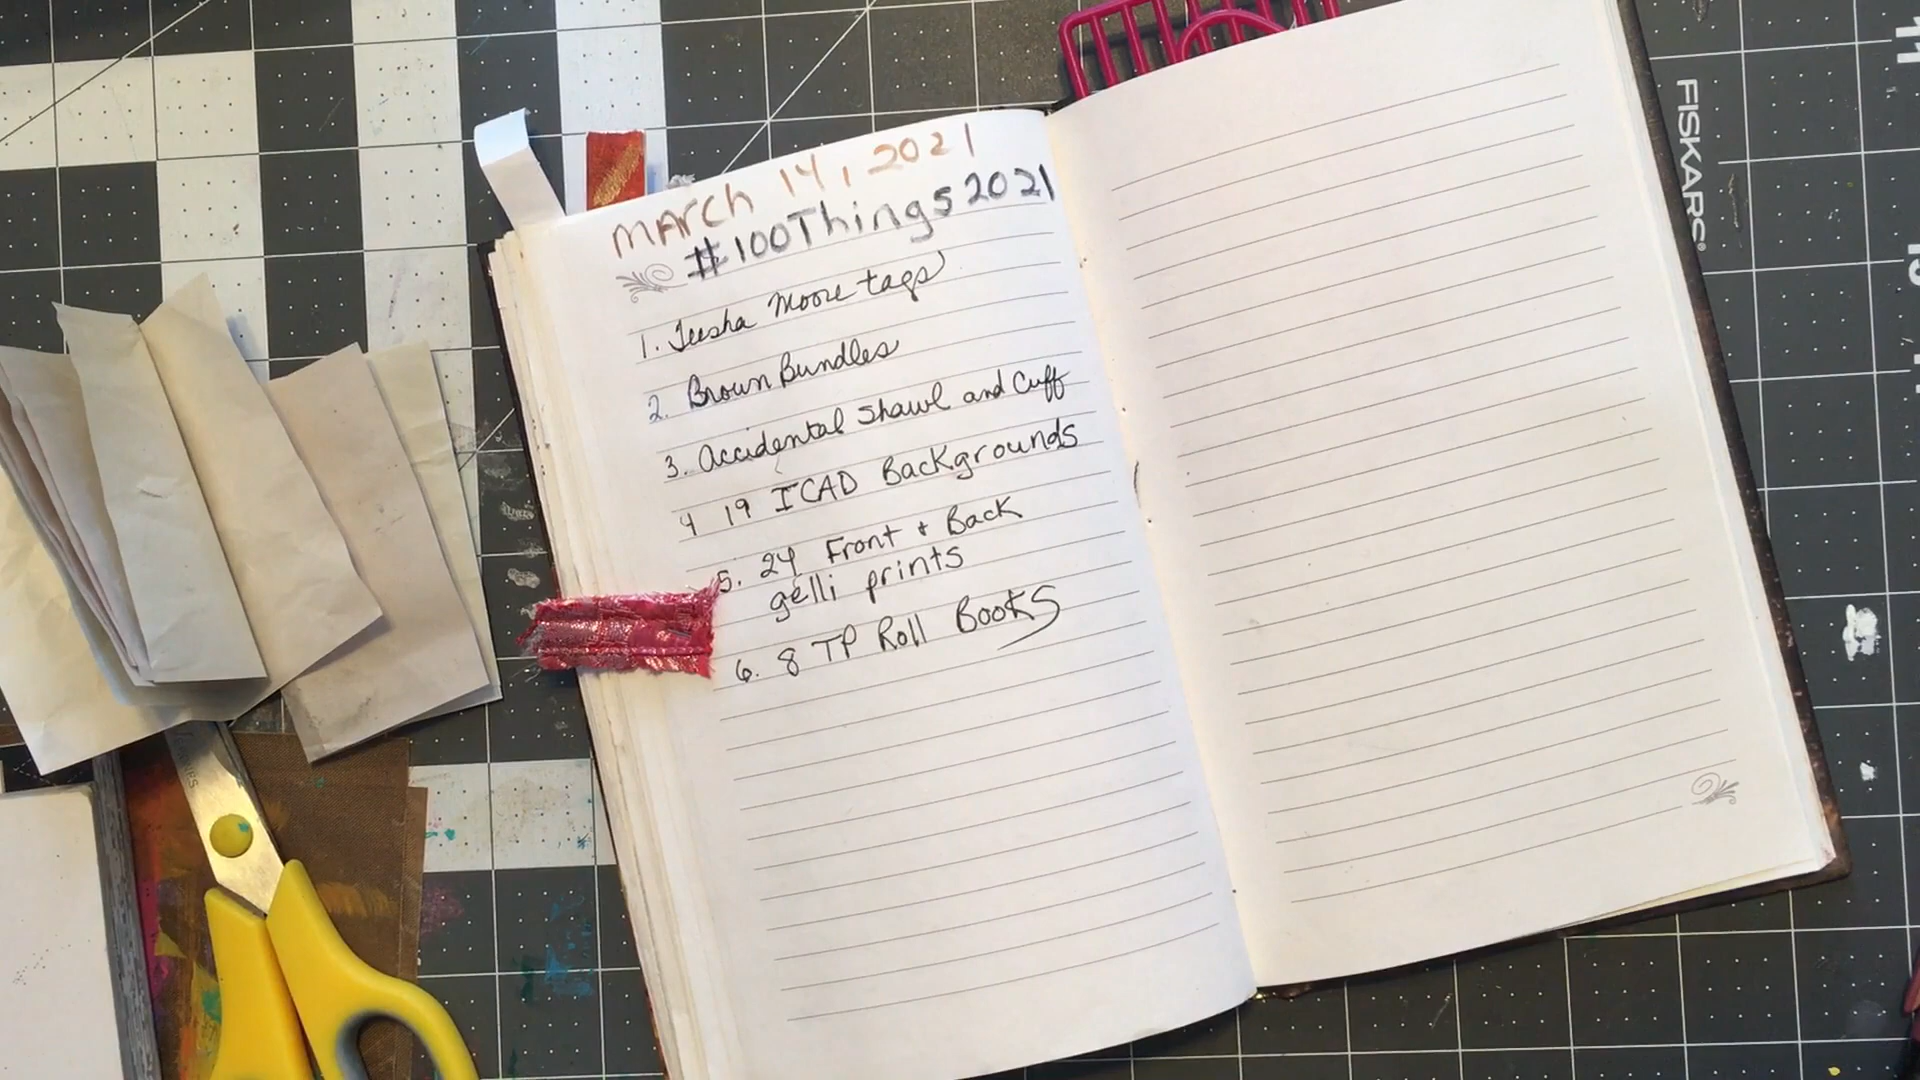 March 14, 2021
#100Things2021
1. Teesha Moore tags
2. Brown Bundles
3. Accidental Shawl and Cuff
4 19 ICAD Backgrounds
5. 24 Front + Back
gelli prints
6. 8 TP Roll Books
FISKARS®